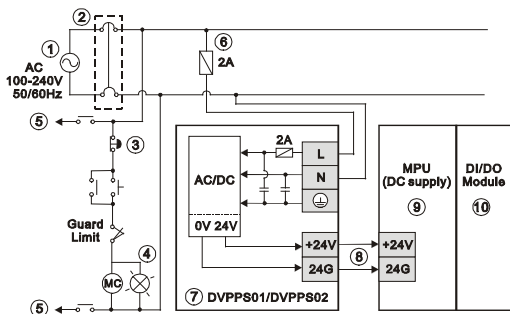 ②
①
AC
100-240V
50/60Hz
⑥
2A
⑤
③
2A
L
N
AC/DC
MPU
(DC supply)
⑨
DI/DO
Module
⑩
Guard
Limit
0V 24V
④
+24V
24G
⑧
+24V
24G
MC
⑤
⑦ DVPPS01/DVPPS02